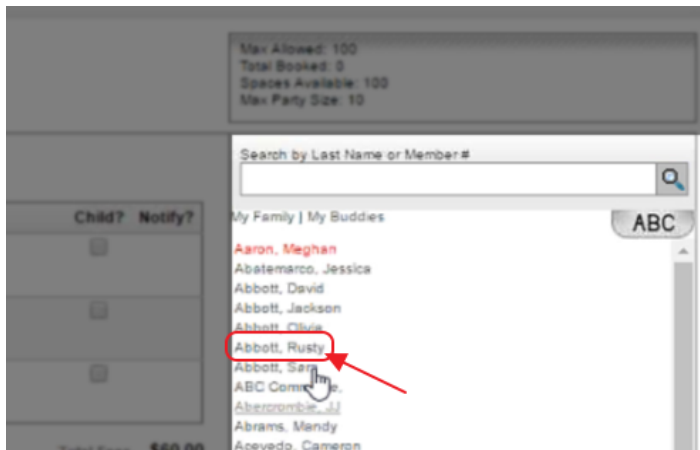 Max Allowed: 100
Total Booked: 0
Spaces Available: 100
Max Party Size: 10
Search by Last Name or Member #
Child? Notify?
My Family | My Buddies
ABC
Aaron, Meghan
Abatemarco, Jessica
Abbott, David
Abbott, Jackson
Abbott, Olivia
Abbott, Rusty
Abbott, Sara
ABC
Abercrombie, JJ
Abrams, Mandy
$60.00
Acevedo, Cameron